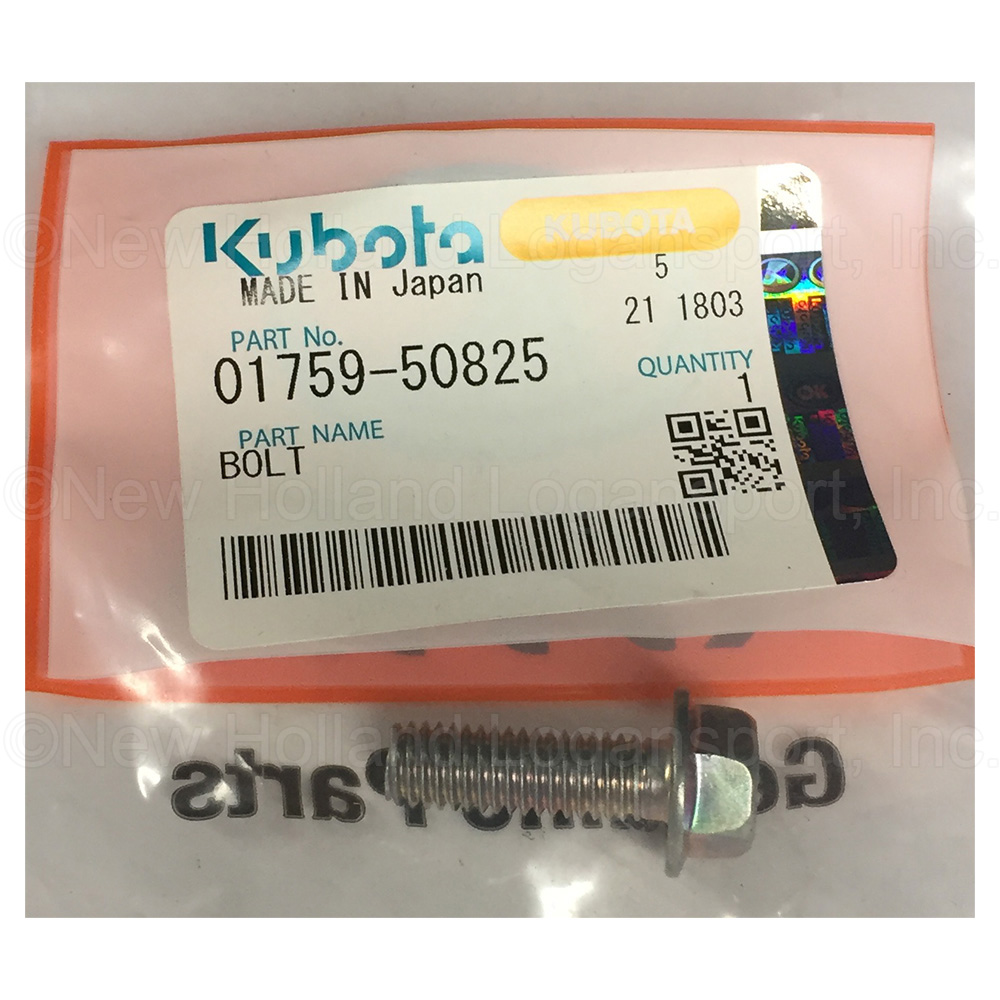 Kubota
KUBOTA
MADE IN Japan
5
21 1803
PART No.
01759-50825
QUANTITY
1
PART NAME
BOLT
©New Holland Logansport, Inc.
©New Holland Logansport, Inc.
©New Holland Logansport, Inc.
Parts